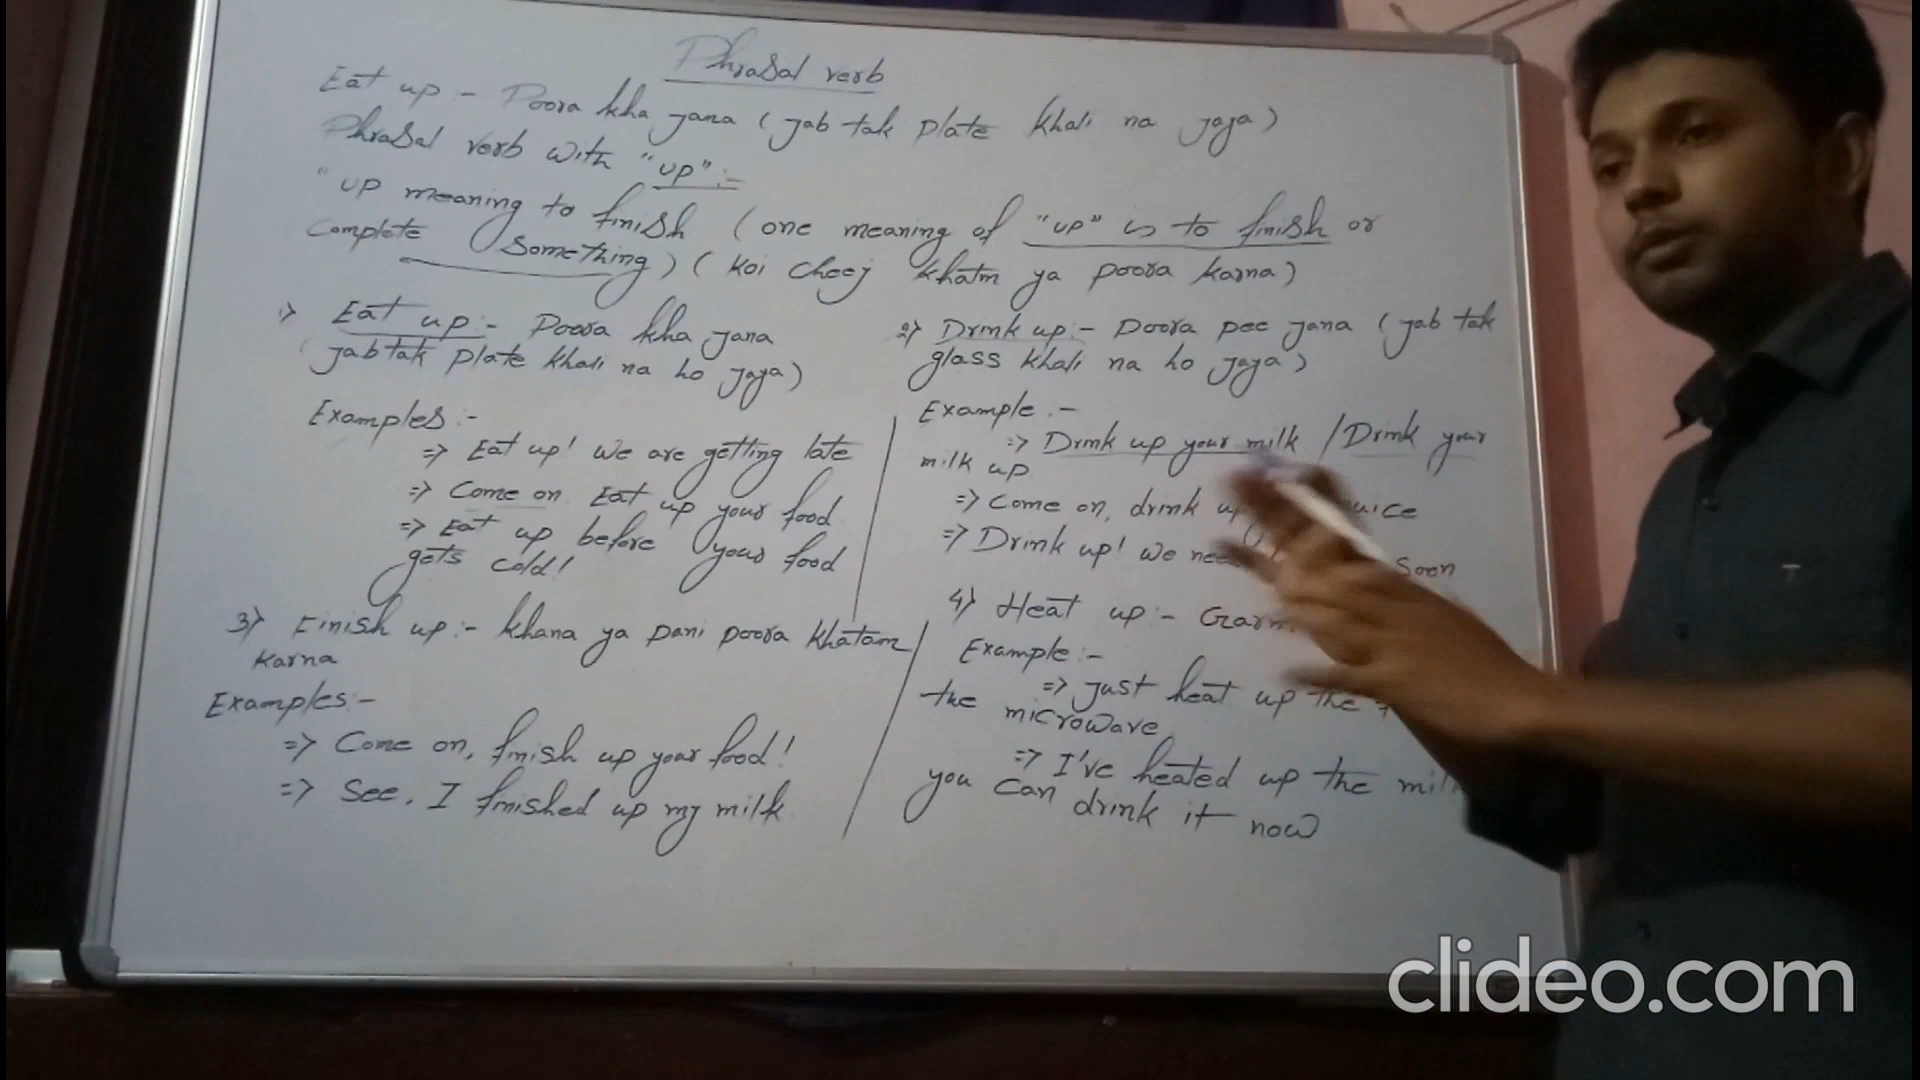 Phrasal verb
Eat up - Poora kha jana (jab tak plate khali na jaja)
Phrasal verb with "up":-
"up meaning to finish (one meaning of "up" is to finish or
complete something) (koi cheej khatm ya poora karna)
1) Eat up:- Poora kha jana
(jab tak plate khali na ho jaja)
Examples:-
=> Eat up! we are getting late
=> Come on Eat up your food
=> Eat up before your food
gets cold!
2) Drink up:- Poora pee jana (jab tak
glass khali na ho jaja)
Example:-
=> Drink up your milk / Drink your
milk up
=> Come on, drink up
=> Drink up! we soon
3) Finish up:- khana ya pani poora khatam
karna
Examples:-
=> Come on, finish up your food!
=> See, I finished up my milk
4) Heat up -
Example:-
=> just heat up the
the microwave
=> I've heated up the
you can drink it now
clideo.com